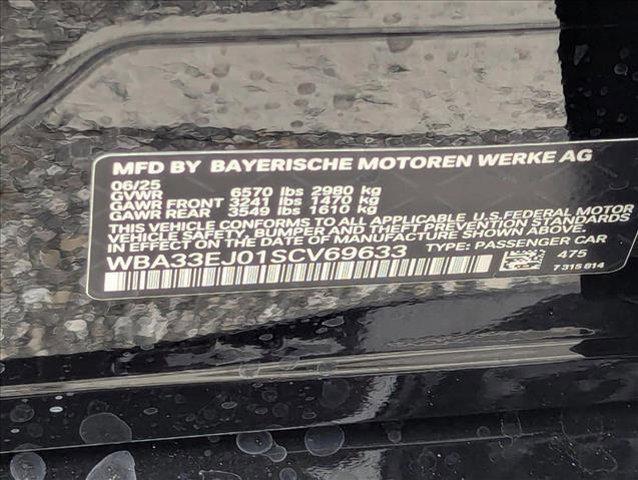 MFD BY BAYERISCHE MOTOREN WERKE AG
06/25
GVWR 6570 lbs 2980 kg
GAWR FRONT 3241 lbs 1470 kg
GAWR REAR 3549 lbs 1610 kg
THIS VEHICLE CONFORMS TO ALL APPLICABLE U.S.FEDERAL MOTOR
VEHICLE SAFETY, BUMPER AND THEFT PREVENTION STANDARDS
IN EFFECT ON THE DATE OF MANUFACTURE SHOWN ABOVE.
WBA33EJ01SCV69633 TYPE: PASSENGER CAR
475
7 315 814